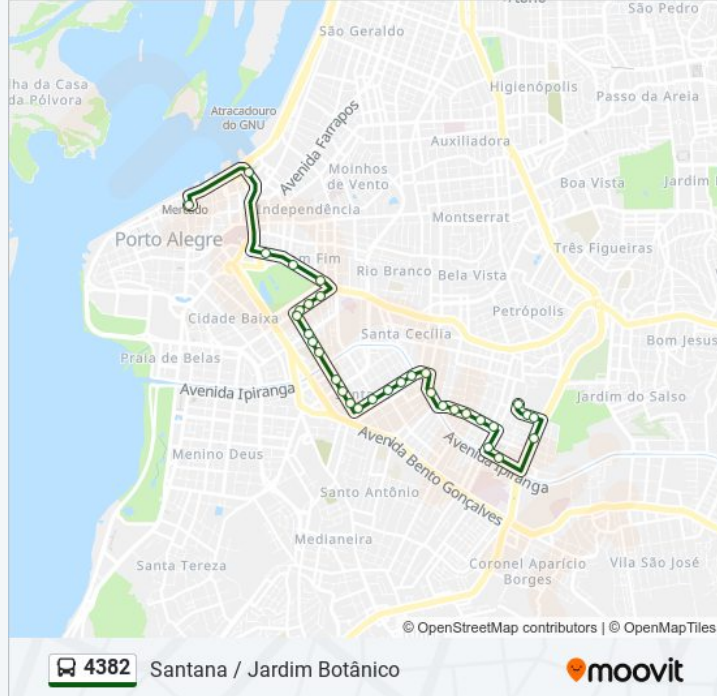 São Pedro
São Geraldo
ha da Casa
da Pólvora
Higienópolis
Passo da Areia
Atracadouro
do GNU
Avenida Farrapos
Auxiliadora
Moinhos
de Vento
Boa Vista
Jardim
Mercado
Independência
Montserrat
Porto Alegre
Três Figueiras
m Fim
Rio Branco
Bela Vista
Petrópolis
Cidade Baixa
Santa Cecília
Bom Jesus
Praia de Belas
Avenida Ipiranga
Jardim do Salso
Menino Deus
Avenida Ipiranga
Avenida Bento Gonçalves
Santo Antônio
Medianeira
Santa Tereza
Coronel Aparício
Borges
Vila São José
© OpenStreetMap contributors | © OpenMapTiles
4382 Santana / Jardim Botânico
moovit